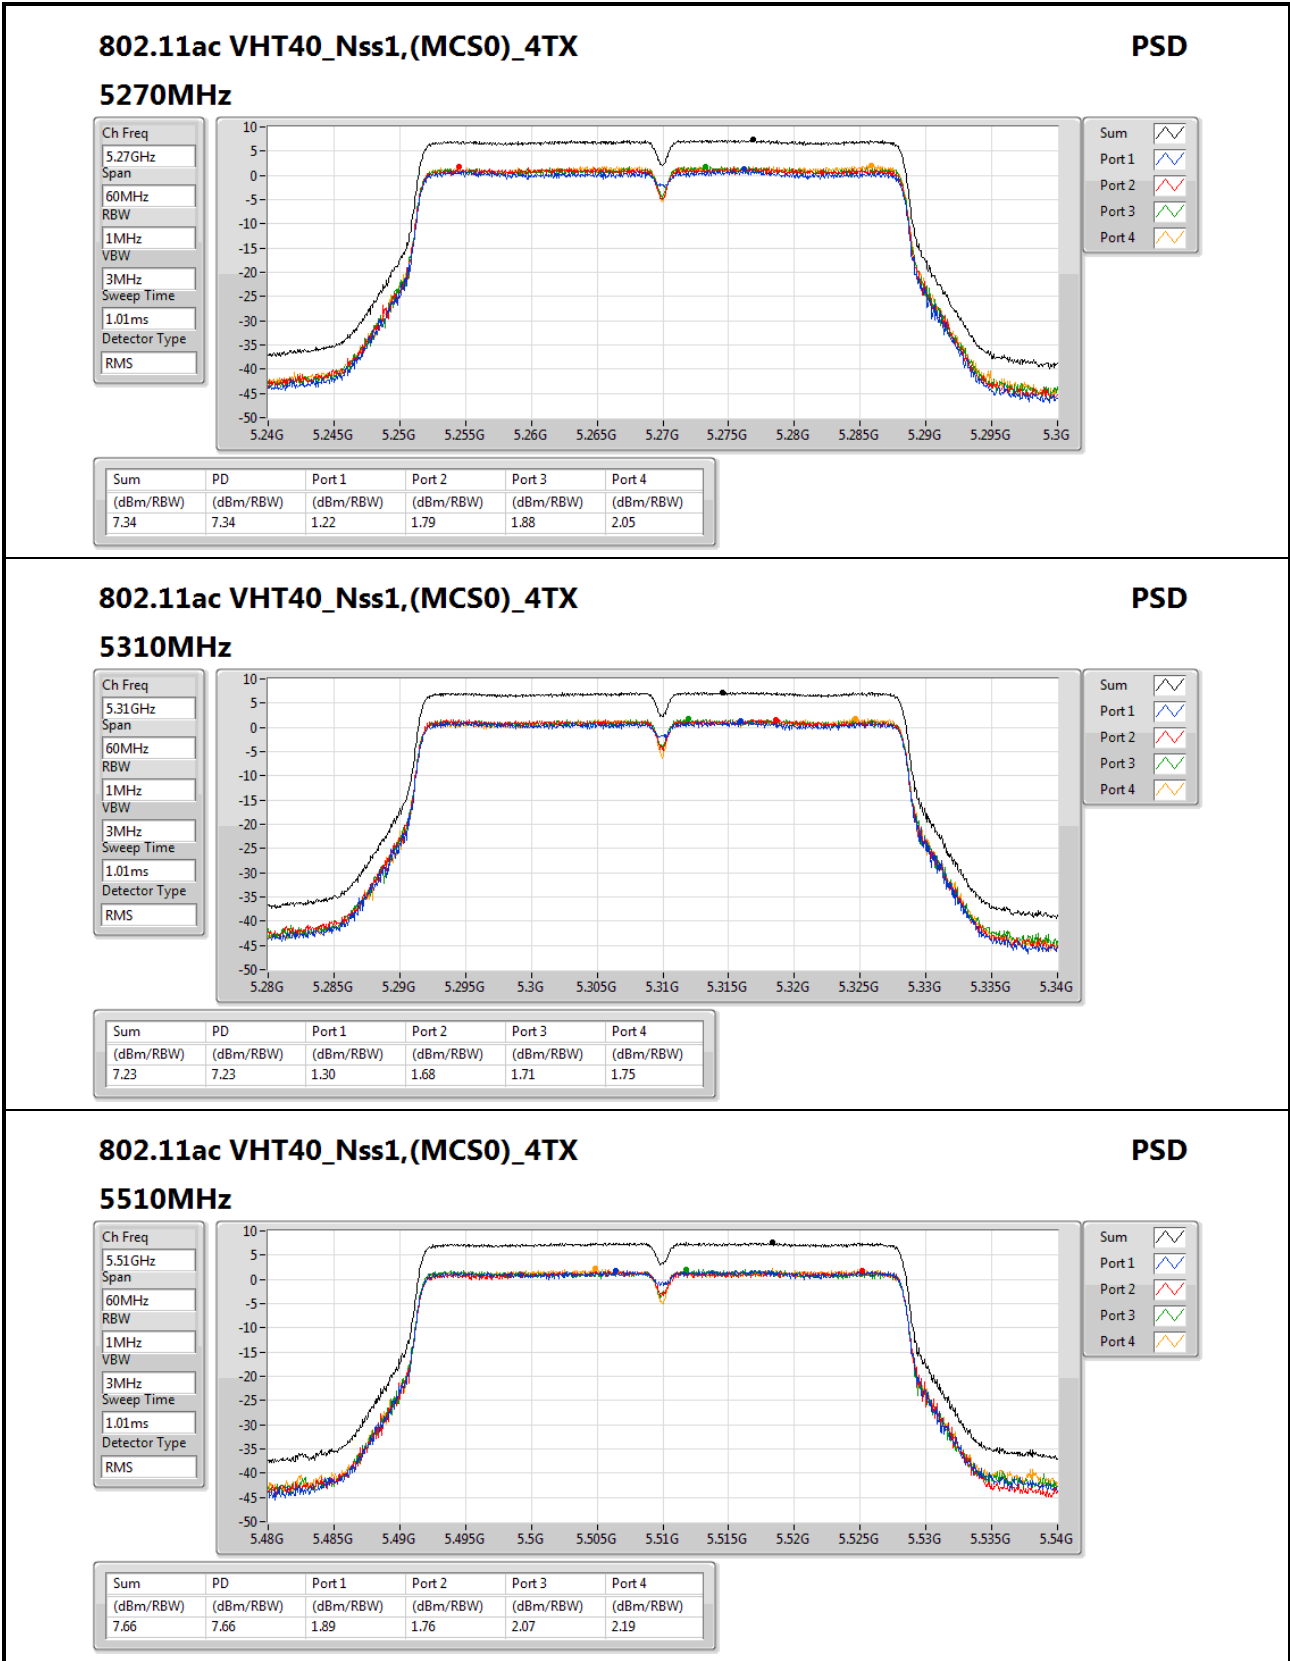 802.11ac VHT40_Nss1,(MCS0)_4TX PSD
5270MHz
Ch Freq
5.27GHz
Span
60MHz
RBW
1MHz
VBW
3MHz
Sweep Time
1.01ms
Detector Type
RMS
10
5
0
-5
-10
-15
-20
-25
-30
-35
-40
-45
-50
5.24G 5.245G 5.25G 5.255G 5.26G 5.265G 5.27G 5.275G 5.28G 5.285G 5.29G 5.295G 5.3G
Sum
Port 1
Port 2
Port 3
Port 4
Sum PD Port 1 Port 2 Port 3 Port 4
(dBm/RBW) (dBm/RBW) (dBm/RBW) (dBm/RBW) (dBm/RBW) (dBm/RBW)
7.34 7.34 1.22 1.79 1.88 2.05
802.11ac VHT40_Nss1,(MCS0)_4TX PSD
5310MHz
Ch Freq
5.31GHz
Span
60MHz
RBW
1MHz
VBW
3MHz
Sweep Time
1.01ms
Detector Type
RMS
10
5
0
-5
-10
-15
-20
-25
-30
-35
-40
-45
-50
5.28G 5.285G 5.29G 5.295G 5.3G 5.305G 5.31G 5.315G 5.32G 5.325G 5.33G 5.335G 5.34G
Sum
Port 1
Port 2
Port 3
Port 4
Sum PD Port 1 Port 2 Port 3 Port 4
(dBm/RBW) (dBm/RBW) (dBm/RBW) (dBm/RBW) (dBm/RBW) (dBm/RBW)
7.23 7.23 1.30 1.68 1.71 1.75
802.11ac VHT40_Nss1,(MCS0)_4TX PSD
5510MHz
Ch Freq
5.51GHz
Span
60MHz
RBW
1MHz
VBW
3MHz
Sweep Time
1.01ms
Detector Type
RMS
10
5
0
-5
-10
-15
-20
-25
-30
-35
-40
-45
-50
5.48G 5.485G 5.49G 5.495G 5.5G 5.505G 5.51G 5.515G 5.52G 5.525G 5.53G 5.535G 5.54G
Sum
Port 1
Port 2
Port 3
Port 4
Sum PD Port 1 Port 2 Port 3 Port 4
(dBm/RBW) (dBm/RBW) (dBm/RBW) (dBm/RBW) (dBm/RBW) (dBm/RBW)
7.66 7.66 1.89 1.76 2.07 2.19